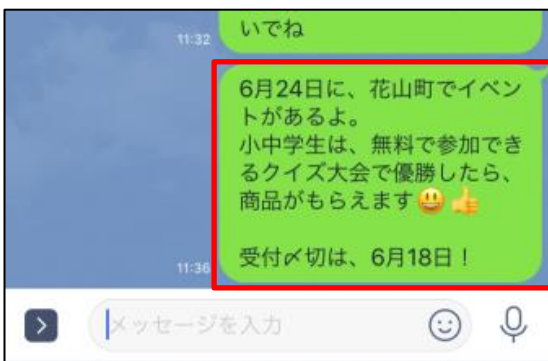 いでね
11:32
6月24日に、花山町でイベン
トがあるよ。
小中学生は、無料で参加でき
るクイズ大会で優勝したら、
商品がもらえます😃👍
受付〆切は、6月18日！
11:36
メッセージを入力